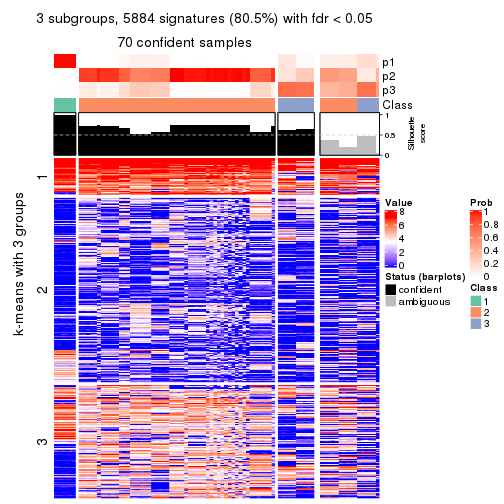 3 subgroups, 5884 signatures (80.5%) with fdr < 0.05
70 confident samples
p1
p2
p3
Class
1
0.5
0
Silhouette
score
k-means with 3 groups
1
2
3
Value
8
6
4
2
0
Status (barplots)
confident
ambiguous
Prob
1
0.8
0.6
0.4
0.2
0
Class
1
2
3